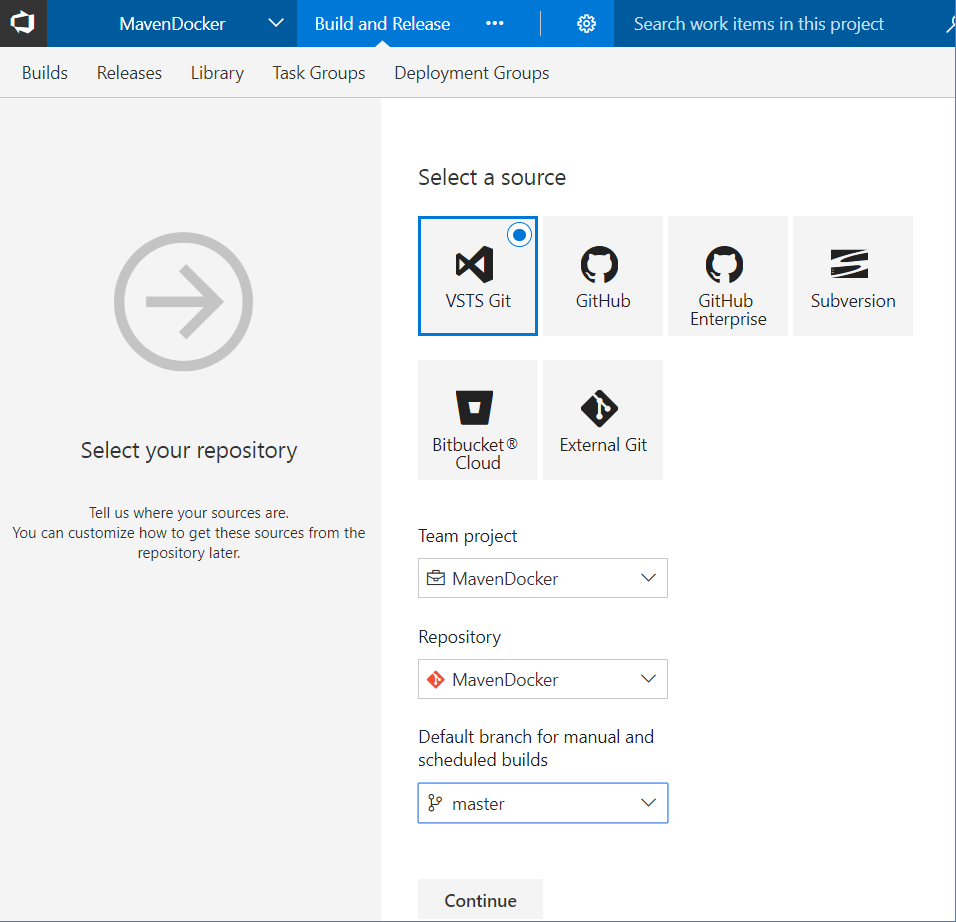 MavenDocker
Build and Release
Search work items in this project
Builds Releases Library Task Groups Deployment Groups
Select your repository
Tell us where your sources are.
You can customize how to get these sources from the
repository later.
Select a source
VSTS Git
GitHub
GitHub
Enterprise
Subversion
Bitbucket®
Cloud
External Git
Team project
MavenDocker
Repository
MavenDocker
Default branch for manual and
scheduled builds
master
Continue